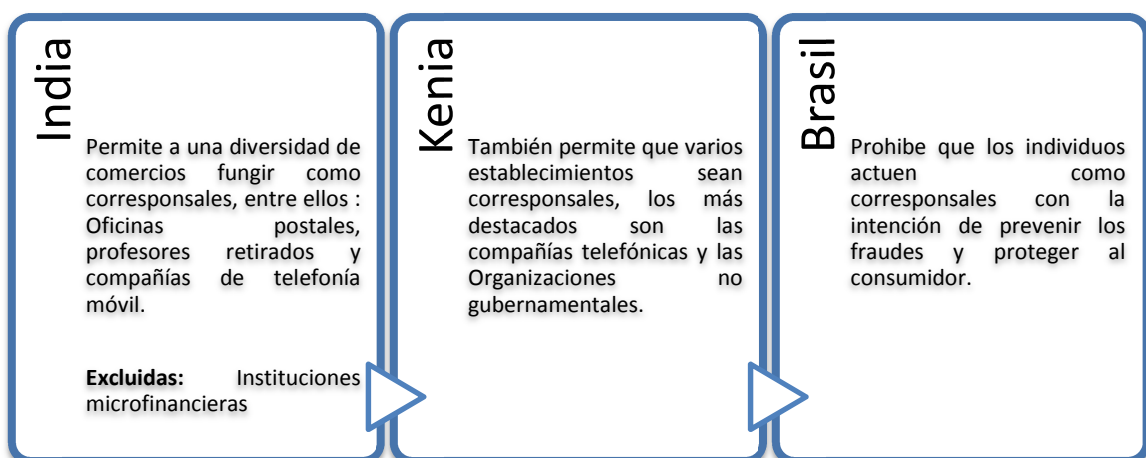 India
Permite a una diversidad de
comercios fungir como
corresponsales, entre ellos :
Oficinas postales,
profesores retirados y
compañías de telefonía
móvil.
Excluidas: Instituciones
microfinancieras
Kenia
También permite que varios
establecimientos sean
corresponsales, los más
destacados son las
compañías telefónicas y las
Organizaciones no
gubernamentales.
Brasil
Prohibe que los individuos
actuen como
corresponsales con la
intención de prevenir los
fraudes y proteger al
consumidor.